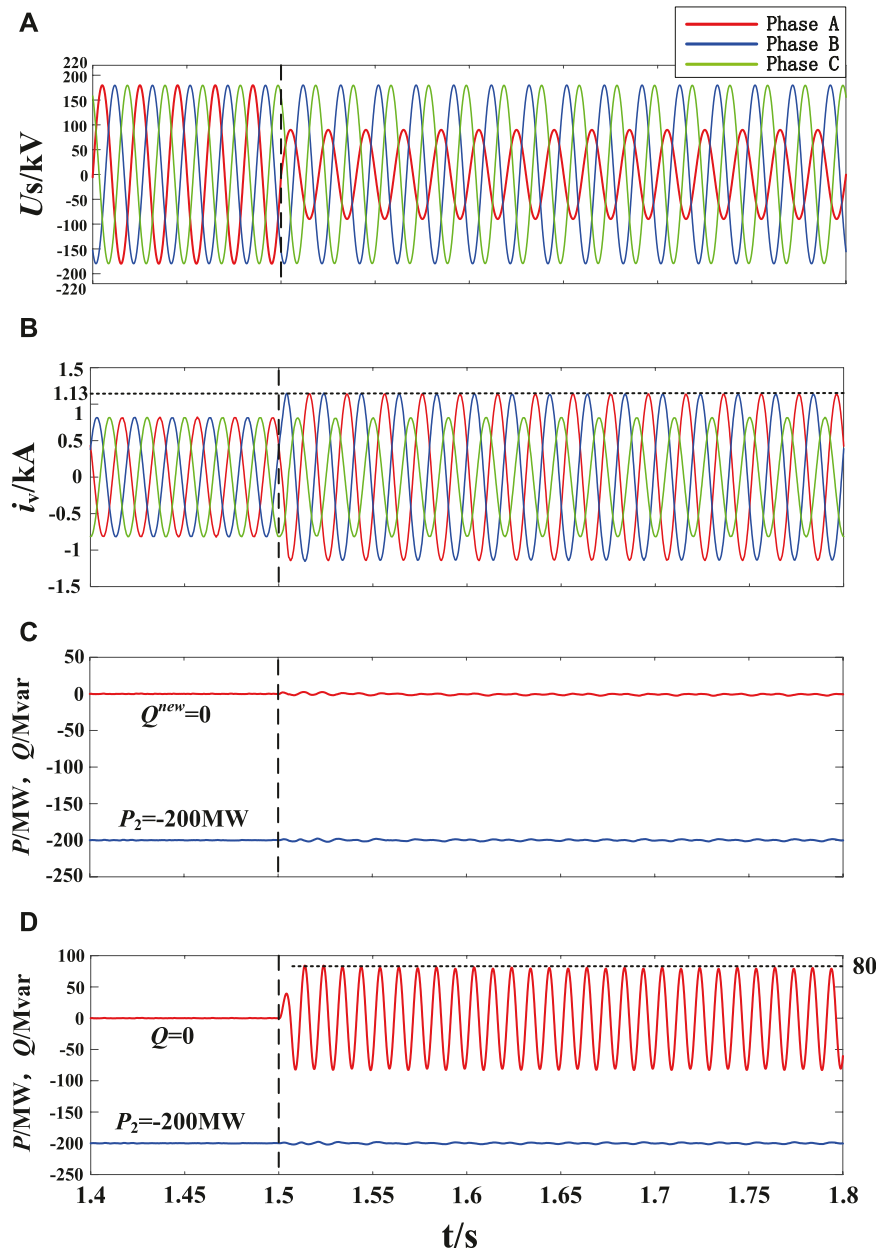 A
Phase A
Phase B
Phase C
Us/kV
220
200
150
100
50
0
-50
-100
-150
-200
-220
B
iv/kA
1.5
1.13
1
0.5
0
-0.5
-1
-1.5
C
P/MW, Q/Mvar
50
0
-50
-100
-150
-200
-250
Qnew=0
P2=-200MW
D
P/MW, Q/Mvar
100
50
0
-50
-100
-150
-200
-250
80
Q=0
P2=-200MW
1.4 1.45 1.5 1.55 1.6 1.65 1.7 1.75 1.8
t/s